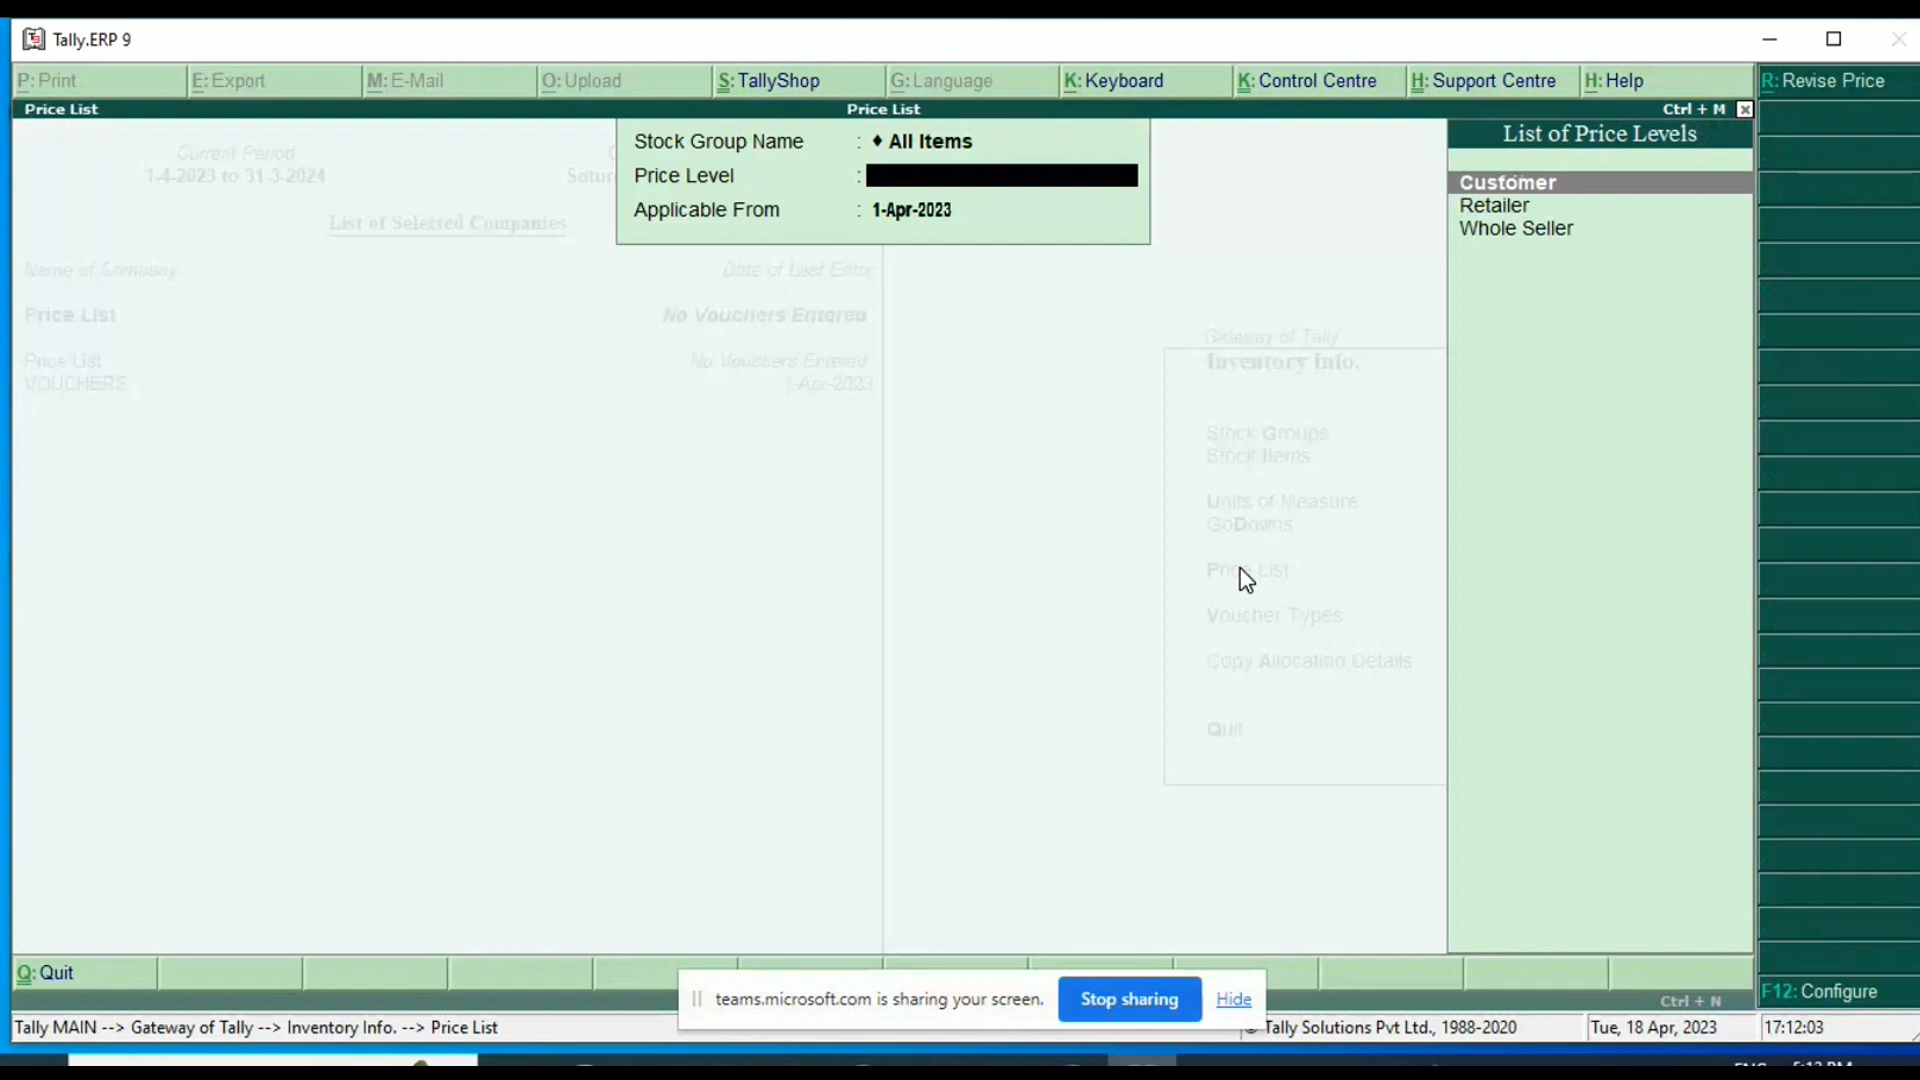 Tally.ERP 9
P: Print E: Export M: E-Mail O: Upload S: TallyShop G: Language K: Keyboard K: Control Centre H: Support Centre H: Help R: Revise Price
Price List Price List Ctrl + M
Stock Group Name : ♦ All Items
Price Level :
Applicable From : 1-Apr-2023
List of Price Levels
Customer
Retailer
Whole Seller
Current Period
1-4-2023 to 31-3-2024
List of Selected Companies
Name of Company Date of Last Entry
Price List No Vouchers Entered
Price List No Vouchers Entered
VOUCHERS 1-Apr-2023
Gateway of Tally
Inventory Info.
Stock Groups
Stock Items
Units of Measure
GoDowns
Price List
Voucher Types
Copy Allocation Details
Quit
Q: Quit
F12: Configure
teams.microsoft.com is sharing your screen. Stop sharing Hide
Ctrl + N
Tally MAIN --> Gateway of Tally --> Inventory Info. --> Price List
Tally Solutions Pvt Ltd., 1988-2020 Tue, 18 Apr, 2023 17:12:03